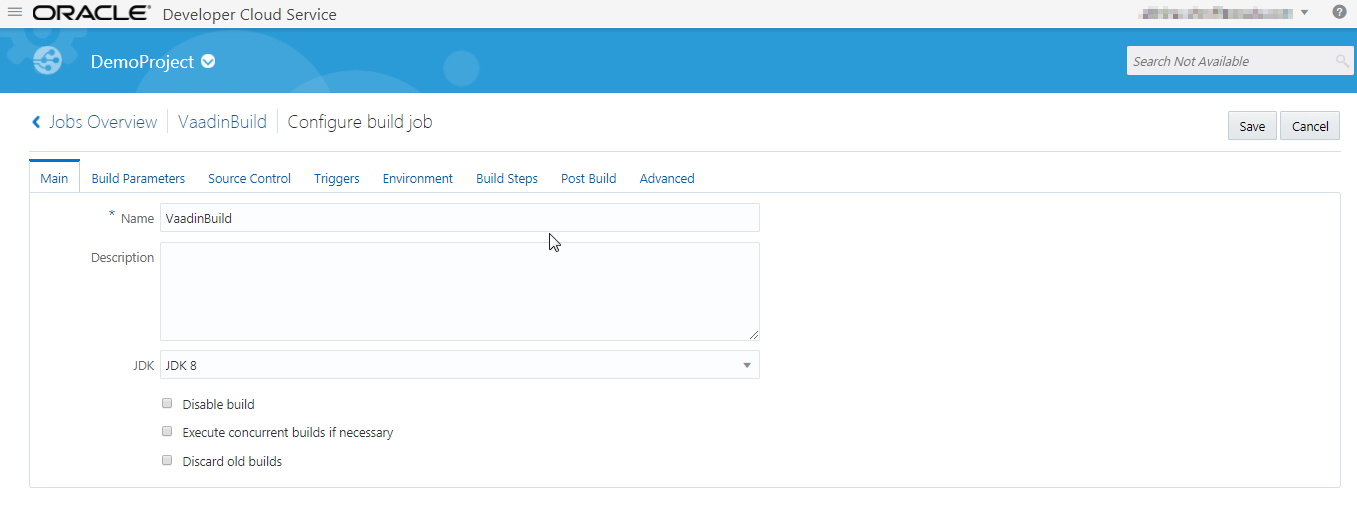 ORACLE® Developer Cloud Service
DemoProject
Search Not Available
Jobs Overview VaadinBuild Configure build job
Save Cancel
Main Build Parameters Source Control Triggers Environment Build Steps Post Build Advanced
* Name VaadinBuild
Description
JDK JDK 8
Disable build
Execute concurrent builds if necessary
Discard old builds